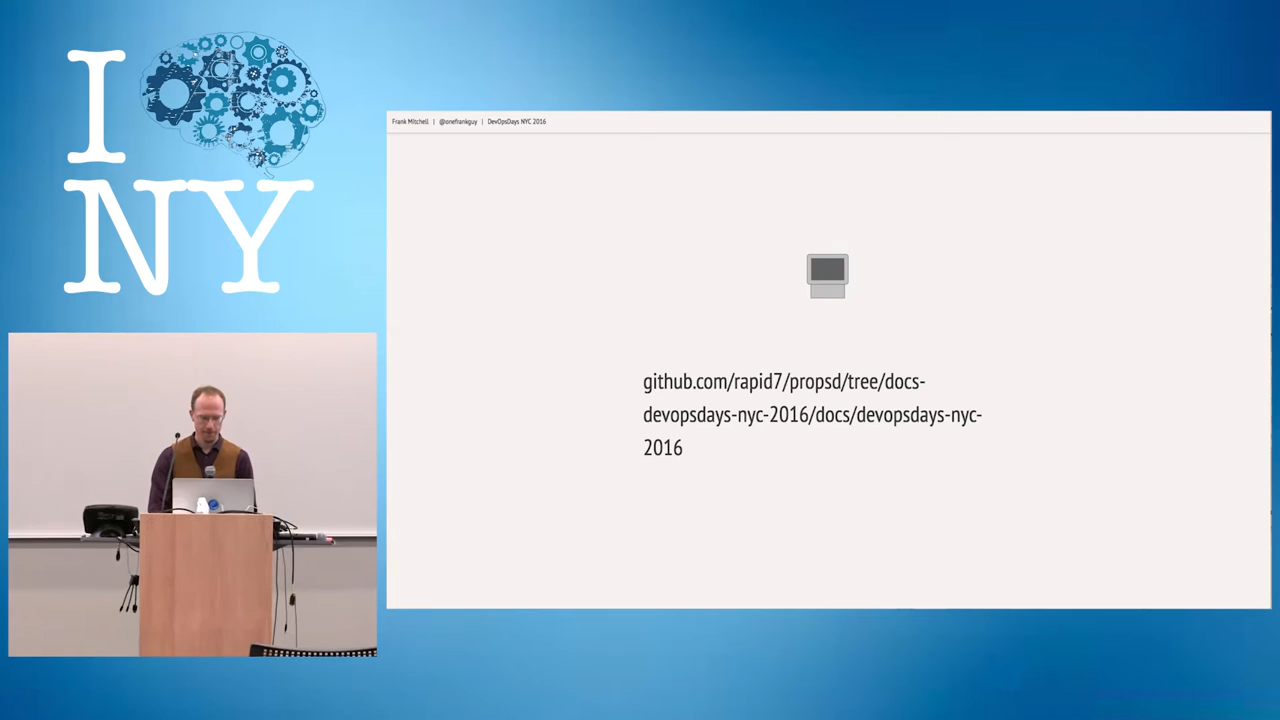 I
NY
Frank Mitchell | @onefrankguy | DevOpsDays NYC 2016
github.com/rapid7/propsd/tree/docs-
devopsdays-nyc-2016/docs/devopsdays-nyc-
2016